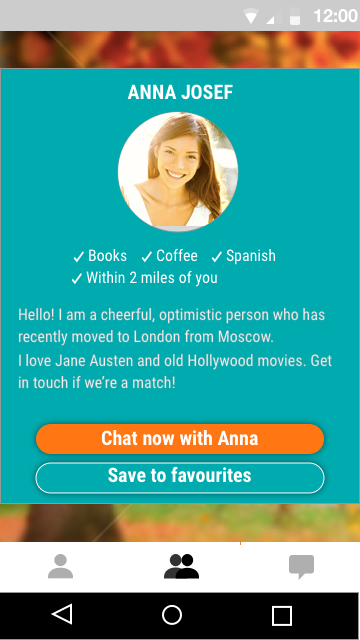 12:00
ANNA JOSEF
Books Coffee Spanish
Within 2 miles of you
Hello! I am a cheerful, optimistic person who has
recently moved to London from Moscow.
I love Jane Austen and old Hollywood movies. Get
in touch if we’re a match!
Chat now with Anna
Save to favourites